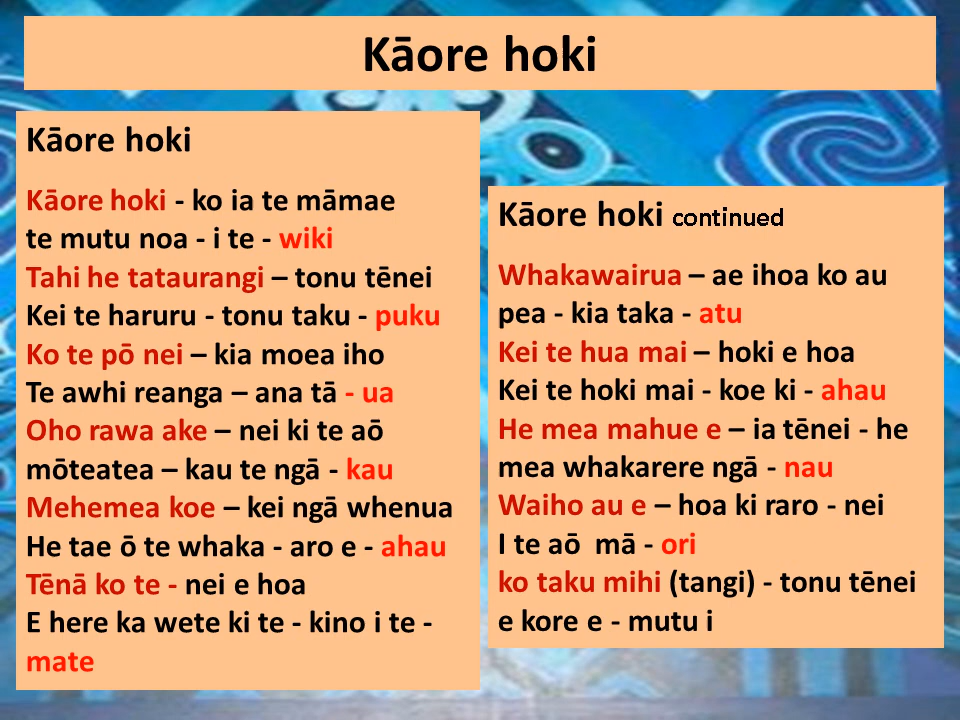 Kāore hoki
Kāore hoki
Kāore hoki - ko ia te māmae
te mutu noa - i te - wiki
Tahi he tataurangi – tonu tēnei
Kei te haruru - tonu taku - puku
Ko te pō nei – kia moea iho
Te awhi reanga – ana tā - ua
Oho rawa ake – nei ki te aō
mōteatea – kau te ngā - kau
Mehemea koe – kei ngā whenua
He tae ō te whaka - aro e - ahau
Tēnā ko te - nei e hoa
E here ka wete ki te - kino i te -
mate
Kāore hoki continued
Whakawairua – ae ihoa ko au
pea - kia taka - atu
Kei te hua mai – hoki e hoa
Kei te hoki mai - koe ki - ahau
He mea mahue e – ia tēnei - he
mea whakarere ngā - nau
Waiho au e – hoa ki raro - nei
I te aō mā - ori
ko taku mihi (tangi) - tonu tēnei
e kore e - mutu i